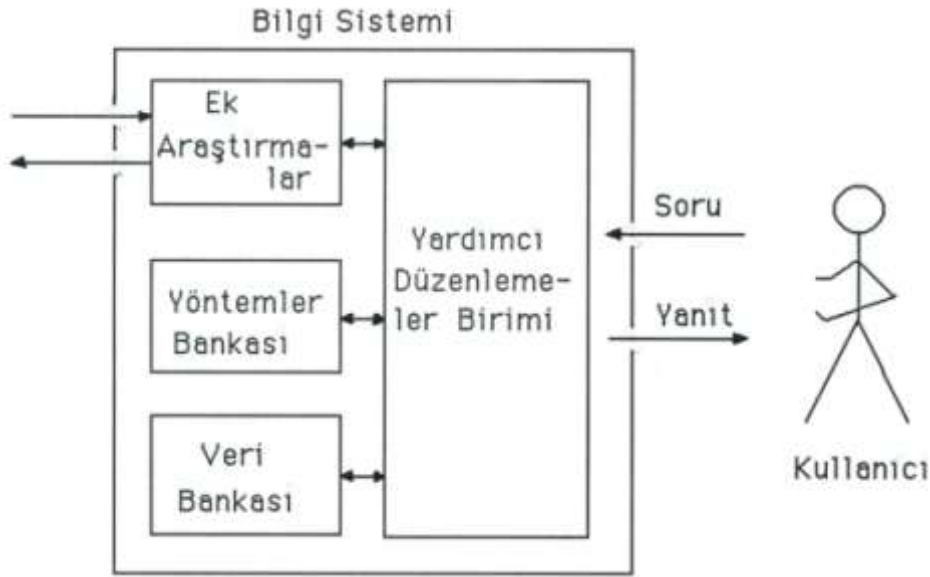 Bilgi Sistemi
Ek
Araştırma-
lar
Yöntemler
Bankası
Veri
Bankası
Yardımcı
Düzenleme-
ler Birimi
Soru
Yanıt
Kullanıcı